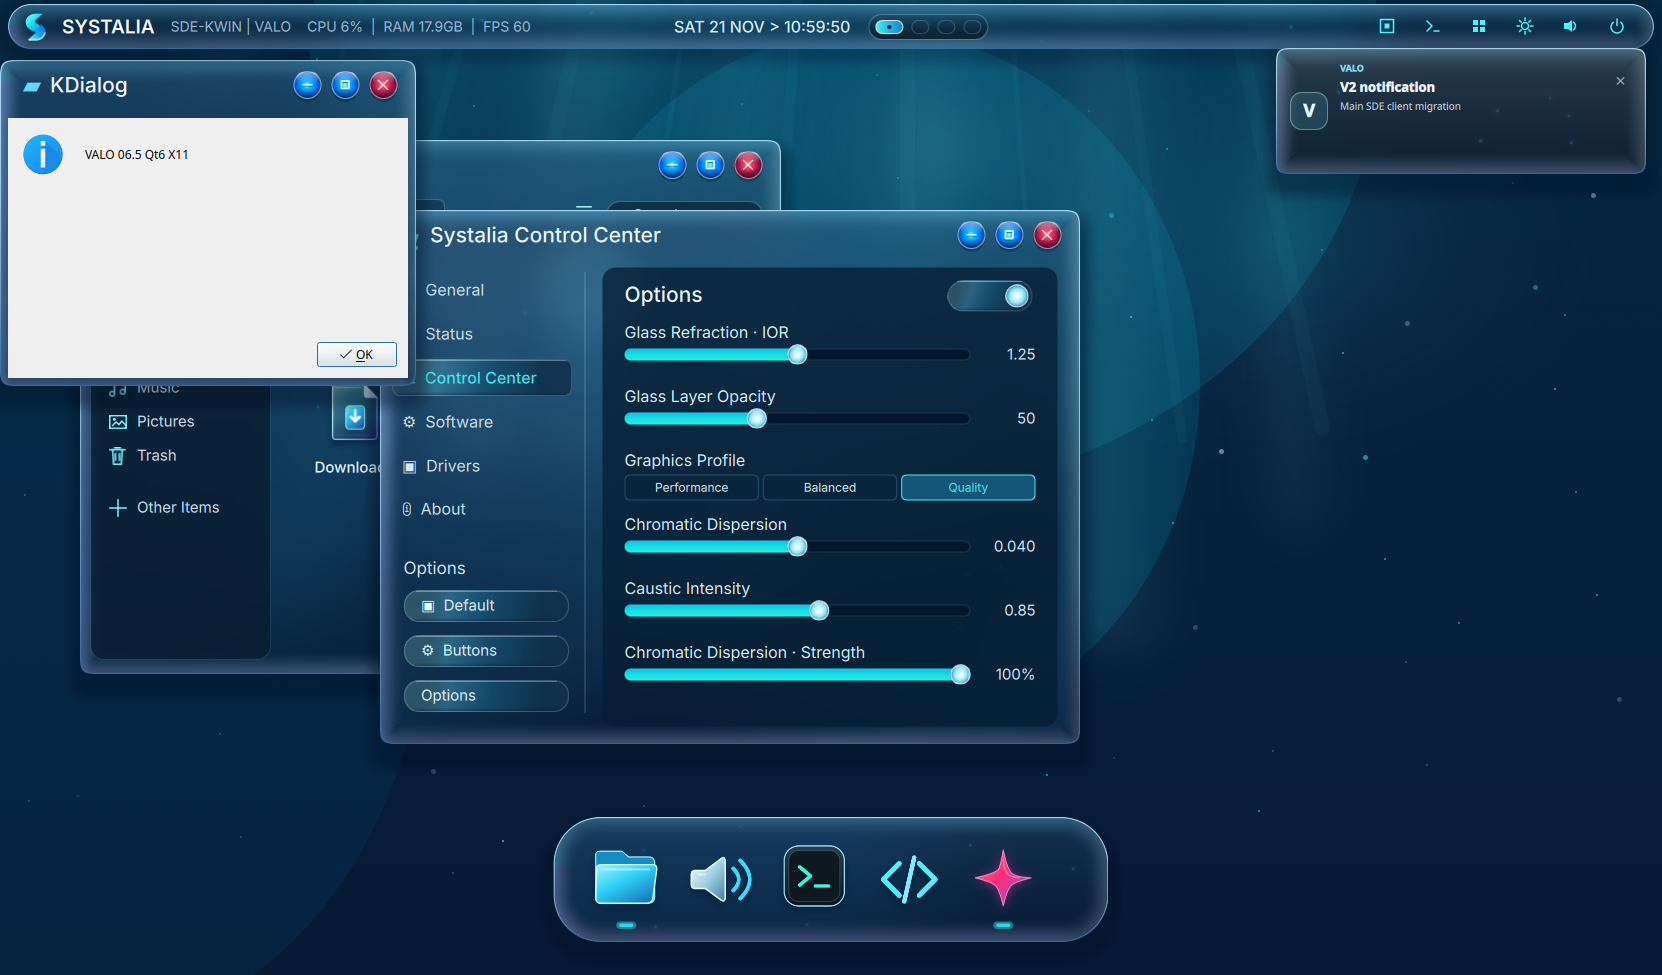 SYSTALIA SDE-KWIN | VALO CPU 6% | RAM 17.9GB | FPS 60 SAT 21 NOV > 10:59:50
KDialog
VALO 06.5 Qt6 X11
OK
VALO
V2 notification
Main SDE client migration
V
Systalia Control Center
General
Status
Control Center
Software
Drivers
About
Options
Default
Buttons
Options
Options
Glass Refraction · IOR
1.25
Glass Layer Opacity
50
Graphics Profile
Performance Balanced Quality
Chromatic Dispersion
0.040
Caustic Intensity
0.85
Chromatic Dispersion · Strength
100%
Music
Pictures
Trash
Other Items